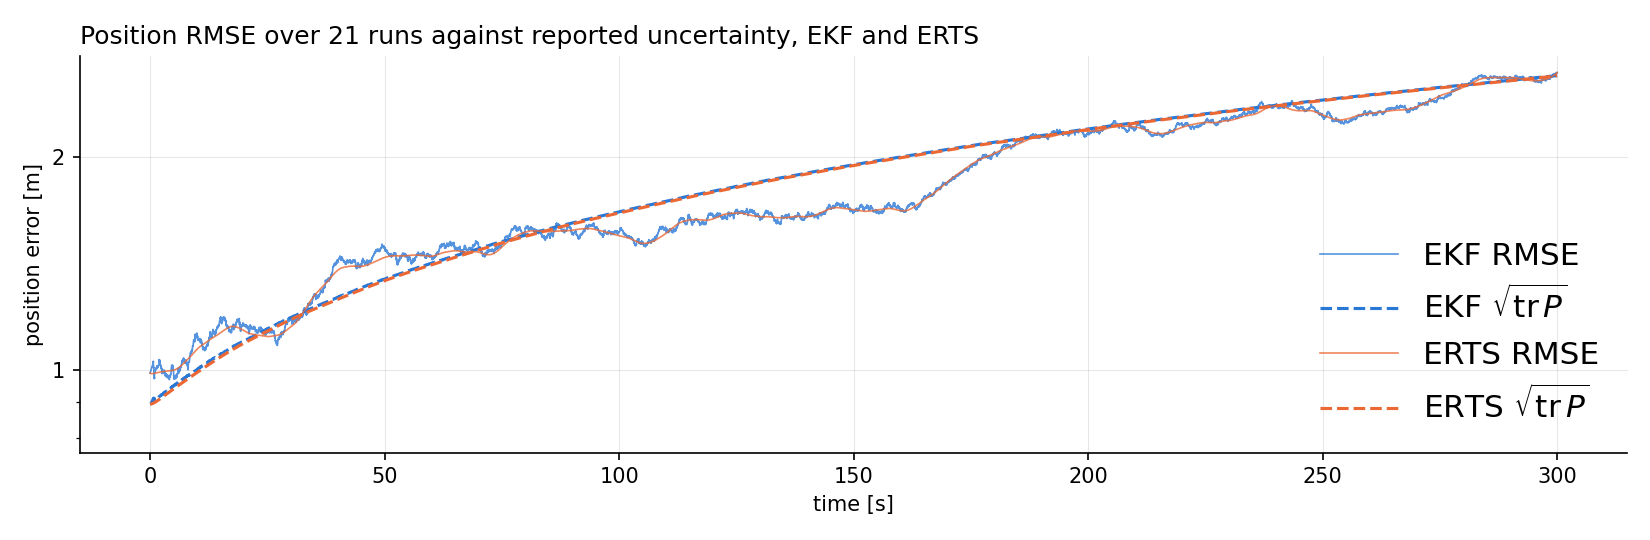 Position RMSE over 21 runs against reported uncertainty, EKF and ERTS
position error [m]
2
1
EKF RMSE
EKF √tr P
ERTS RMSE
ERTS √tr P
0 50 100 150 200 250 300
time [s]